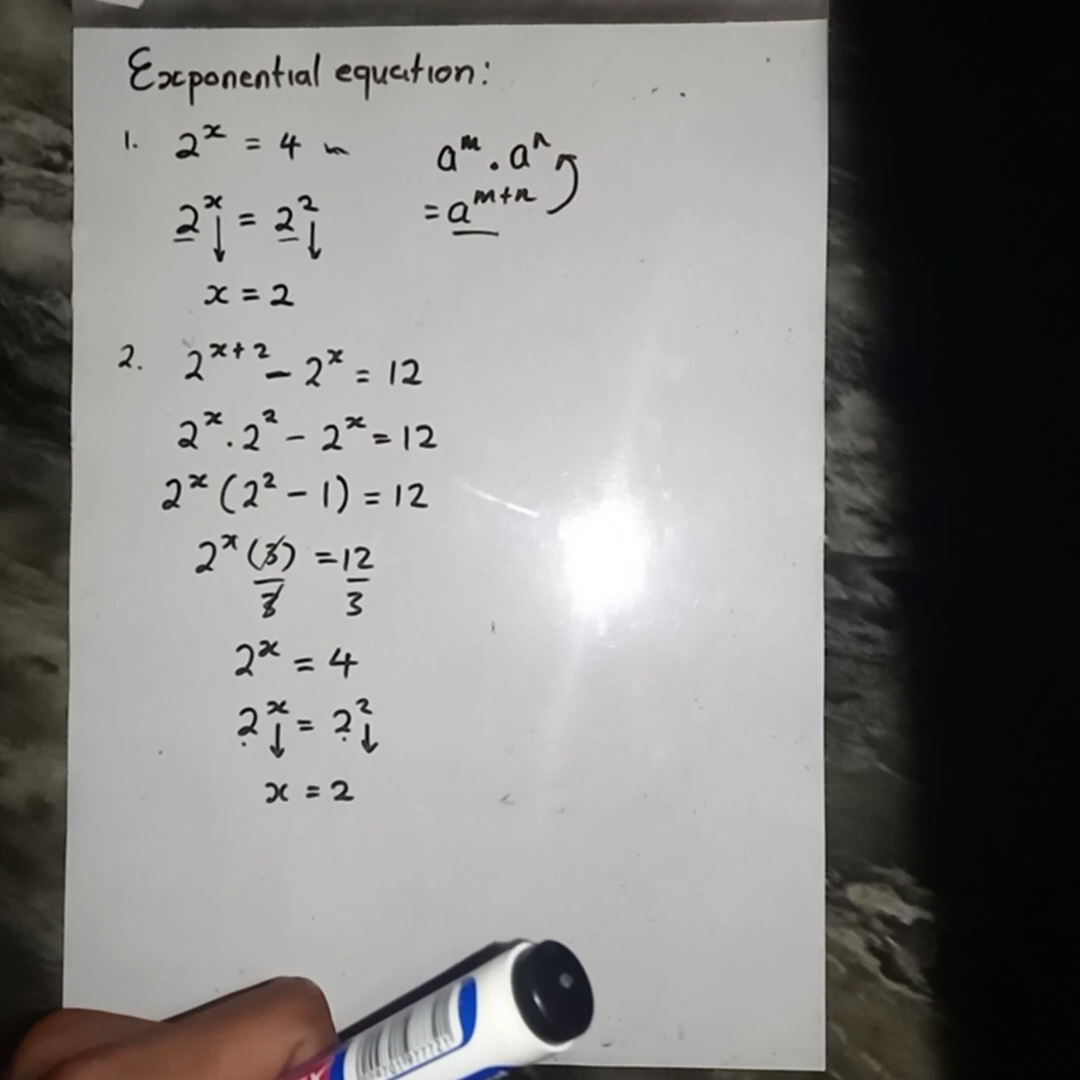 Exponential equation:
1. 2^x = 4
2^x = 2^2
x = 2
a^m . a^n
= a^(m+n)
2. 2^(x+2) - 2^x = 12
2^x . 2^2 - 2^x = 12
2^x (2^2 - 1) = 12
2^x (3)/3 = 12/3
2^x = 4
2^x = 2^2
x = 2